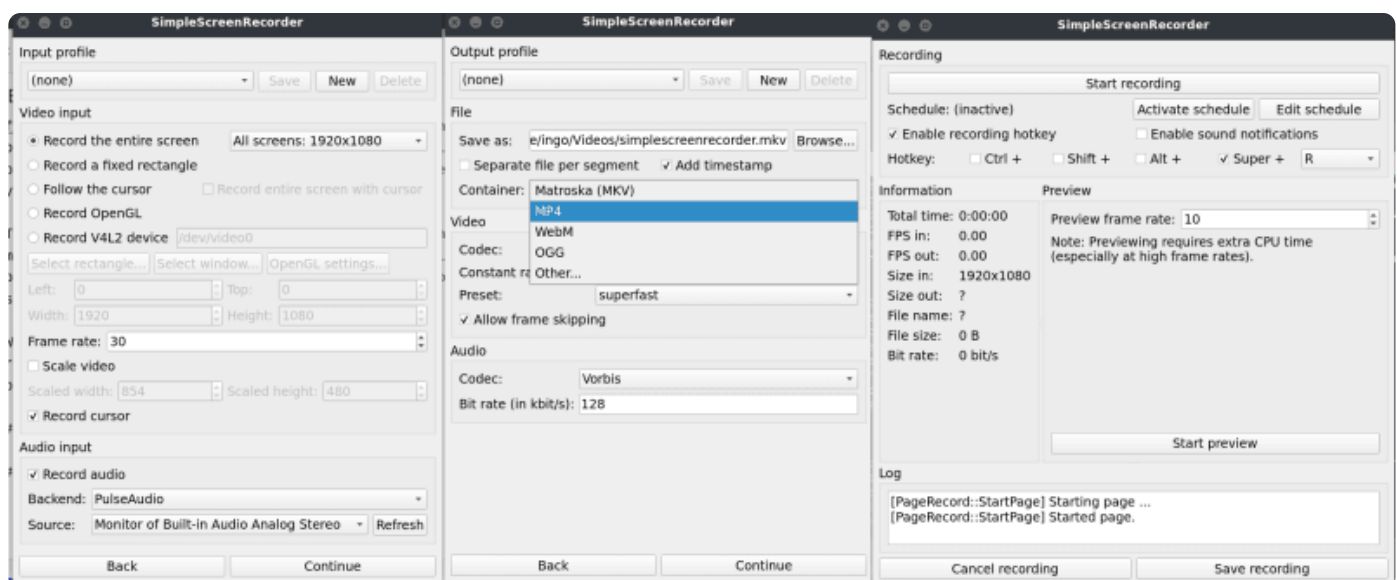 SimpleScreenRecorder
Input profile
(none) Save New Delete
Video input
Record the entire screen All screens: 1920x1080
Record a fixed rectangle
Follow the cursor Record entire screen with cursor
Record OpenGL
Record V4L2 device /dev/video0
Select rectangle... Select window... OpenGL settings...
Left: 0 Top: 0
Width: 1920 Height: 1080
Frame rate: 30
Scale video
Scaled width: 854 Scaled height: 480
Record cursor
Audio input
Record audio
Backend: PulseAudio
Source: Monitor of Built-in Audio Analog Stereo Refresh
Back Continue
SimpleScreenRecorder
Output profile
(none) Save New Delete
File
Save as: e/ingo/Videos/simplescreenrecorder.mkv Browse...
Separate file per segment Add timestamp
Container: Matroska (MKV)
MP4
Video
WebM
Codec: OGG
Constant ra Other...
Preset: superfast
Allow frame skipping
Audio
Codec: Vorbis
Bit rate (in kbit/s): 128
Back Continue
SimpleScreenRecorder
Recording
Start recording
Schedule: (inactive) Activate schedule Edit schedule
Enable recording hotkey Enable sound notifications
Hotkey: Ctrl + Shift + Alt + Super + R
Information Preview
Total time: 0:00:00
FPS in: 0.00
FPS out: 0.00
Size in: 1920x1080
Size out: ?
File name: ?
File size: 0 B
Bit rate: 0 bit/s
Preview frame rate: 10
Note: Previewing requires extra CPU time
(especially at high frame rates).
Start preview
Log
[PageRecord::StartPage] Starting page ...
[PageRecord::StartPage] Started page.
Cancel recording Save recording